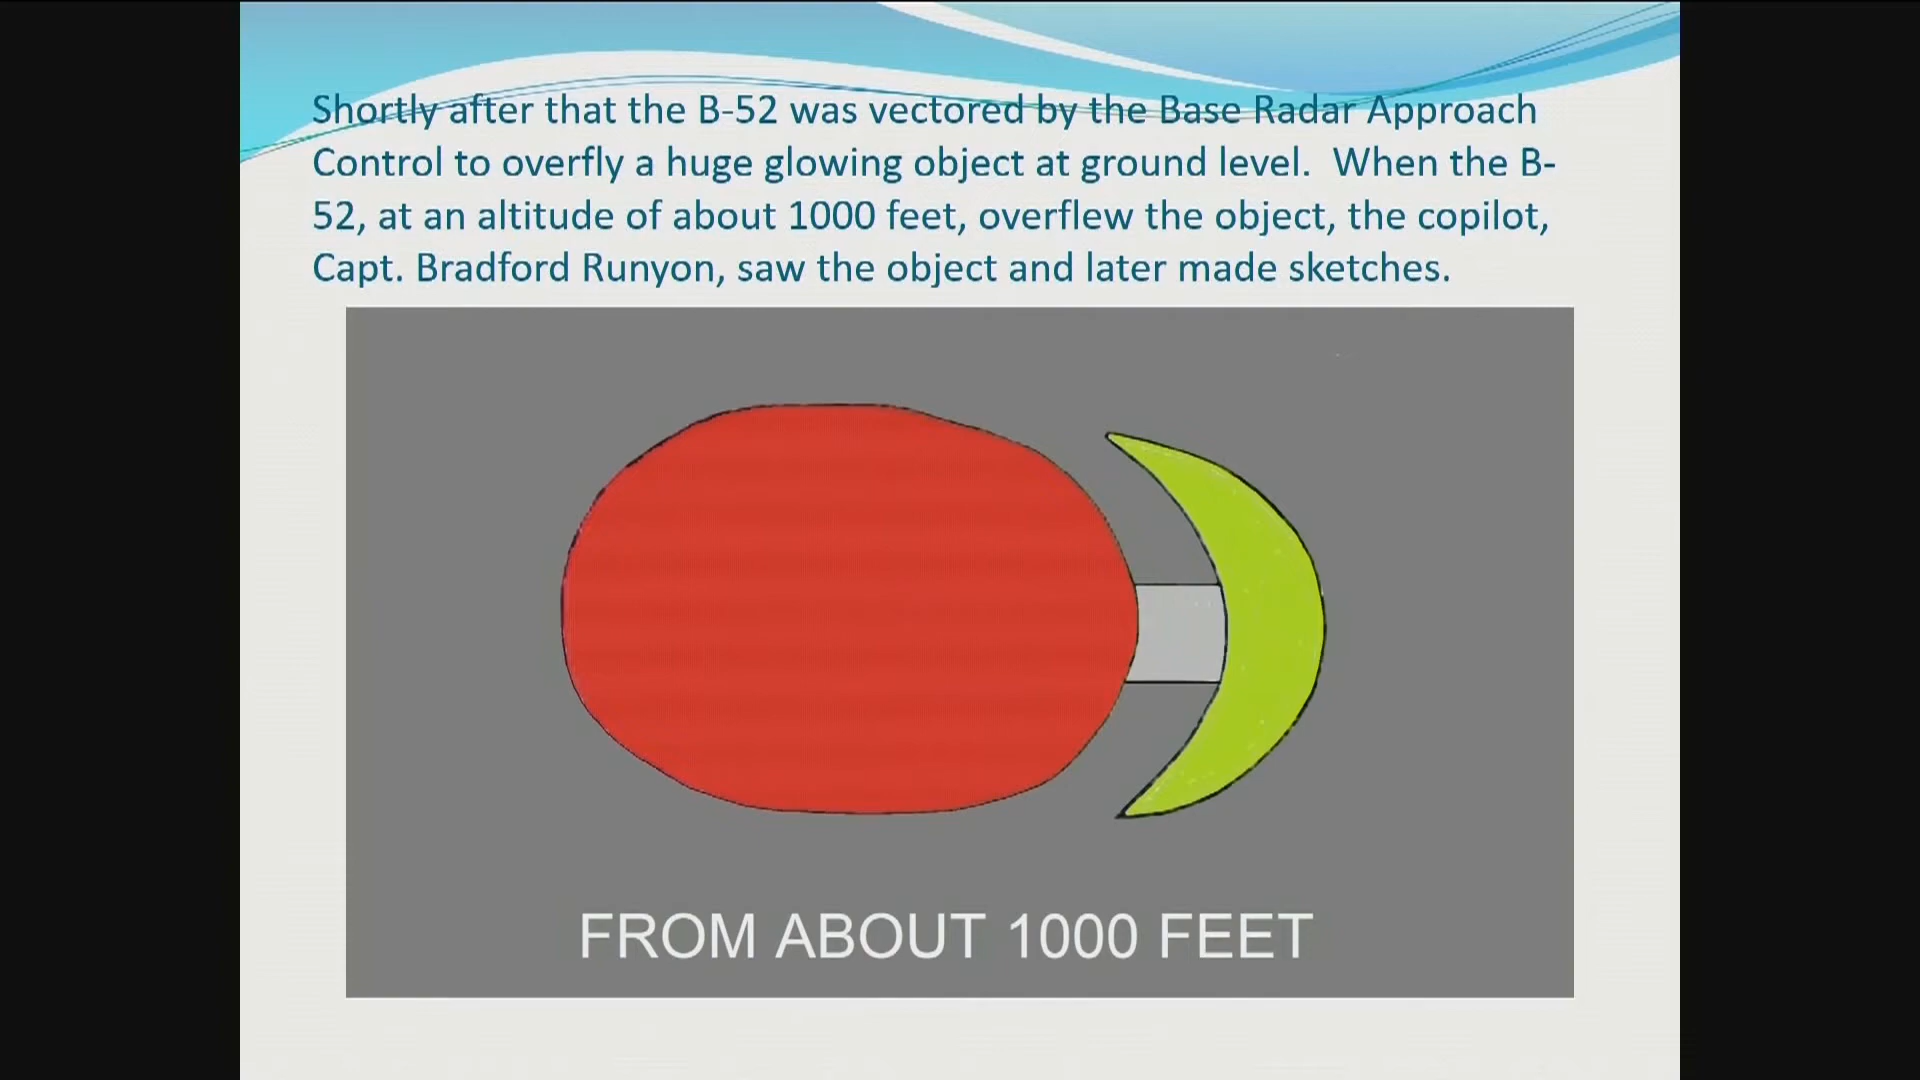 Shortly after that the B-52 was vectored by the Base Radar Approach
Control to overfly a huge glowing object at ground level.  When the B-
52, at an altitude of about 1000 feet, overflew the object, the copilot,
Capt. Bradford Runyon, saw the object and later made sketches.
FROM ABOUT 1000 FEET